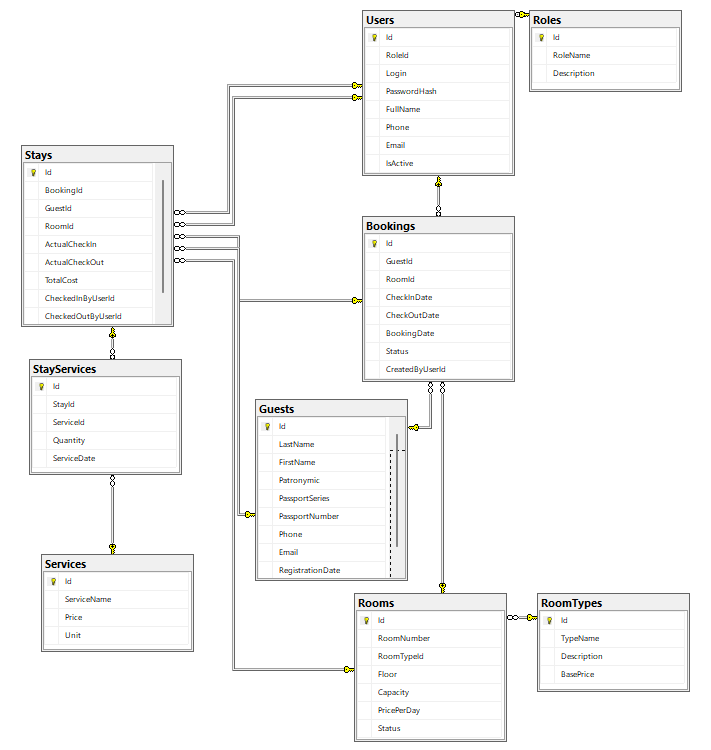 Users
Id
RoleId
Login
PasswordHash
FullName
Phone
Email
IsActive
Roles
Id
RoleName
Description
Stays
Id
BookingId
GuestId
RoomId
ActualCheckIn
ActualCheckOut
TotalCost
CheckedInByUserId
CheckedOutByUserId
Bookings
Id
GuestId
RoomId
CheckInDate
CheckOutDate
BookingDate
Status
CreatedByUserId
StayServices
Id
StayId
ServiceId
Quantity
ServiceDate
Guests
Id
LastName
FirstName
Patronymic
PassportSeries
PassportNumber
Phone
Email
RegistrationDate
Services
Id
ServiceName
Price
Unit
Rooms
Id
RoomNumber
RoomTypeId
Floor
Capacity
PricePerDay
Status
RoomTypes
Id
TypeName
Description
BasePrice